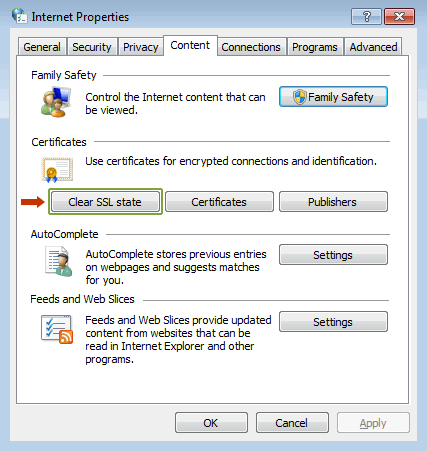 Internet Properties
General Security Privacy Content Connections Programs Advanced
Family Safety
Control the Internet content that can
be viewed.
Family Safety
Certificates
Use certificates for encrypted connections and identification.
Clear SSL state Certificates Publishers
AutoComplete
AutoComplete stores previous entries
on webpages and suggests matches
for you.
Settings
Feeds and Web Slices
Feeds and Web Slices provide updated
content from websites that can be
read in Internet Explorer and other
programs.
Settings
OK Cancel Apply